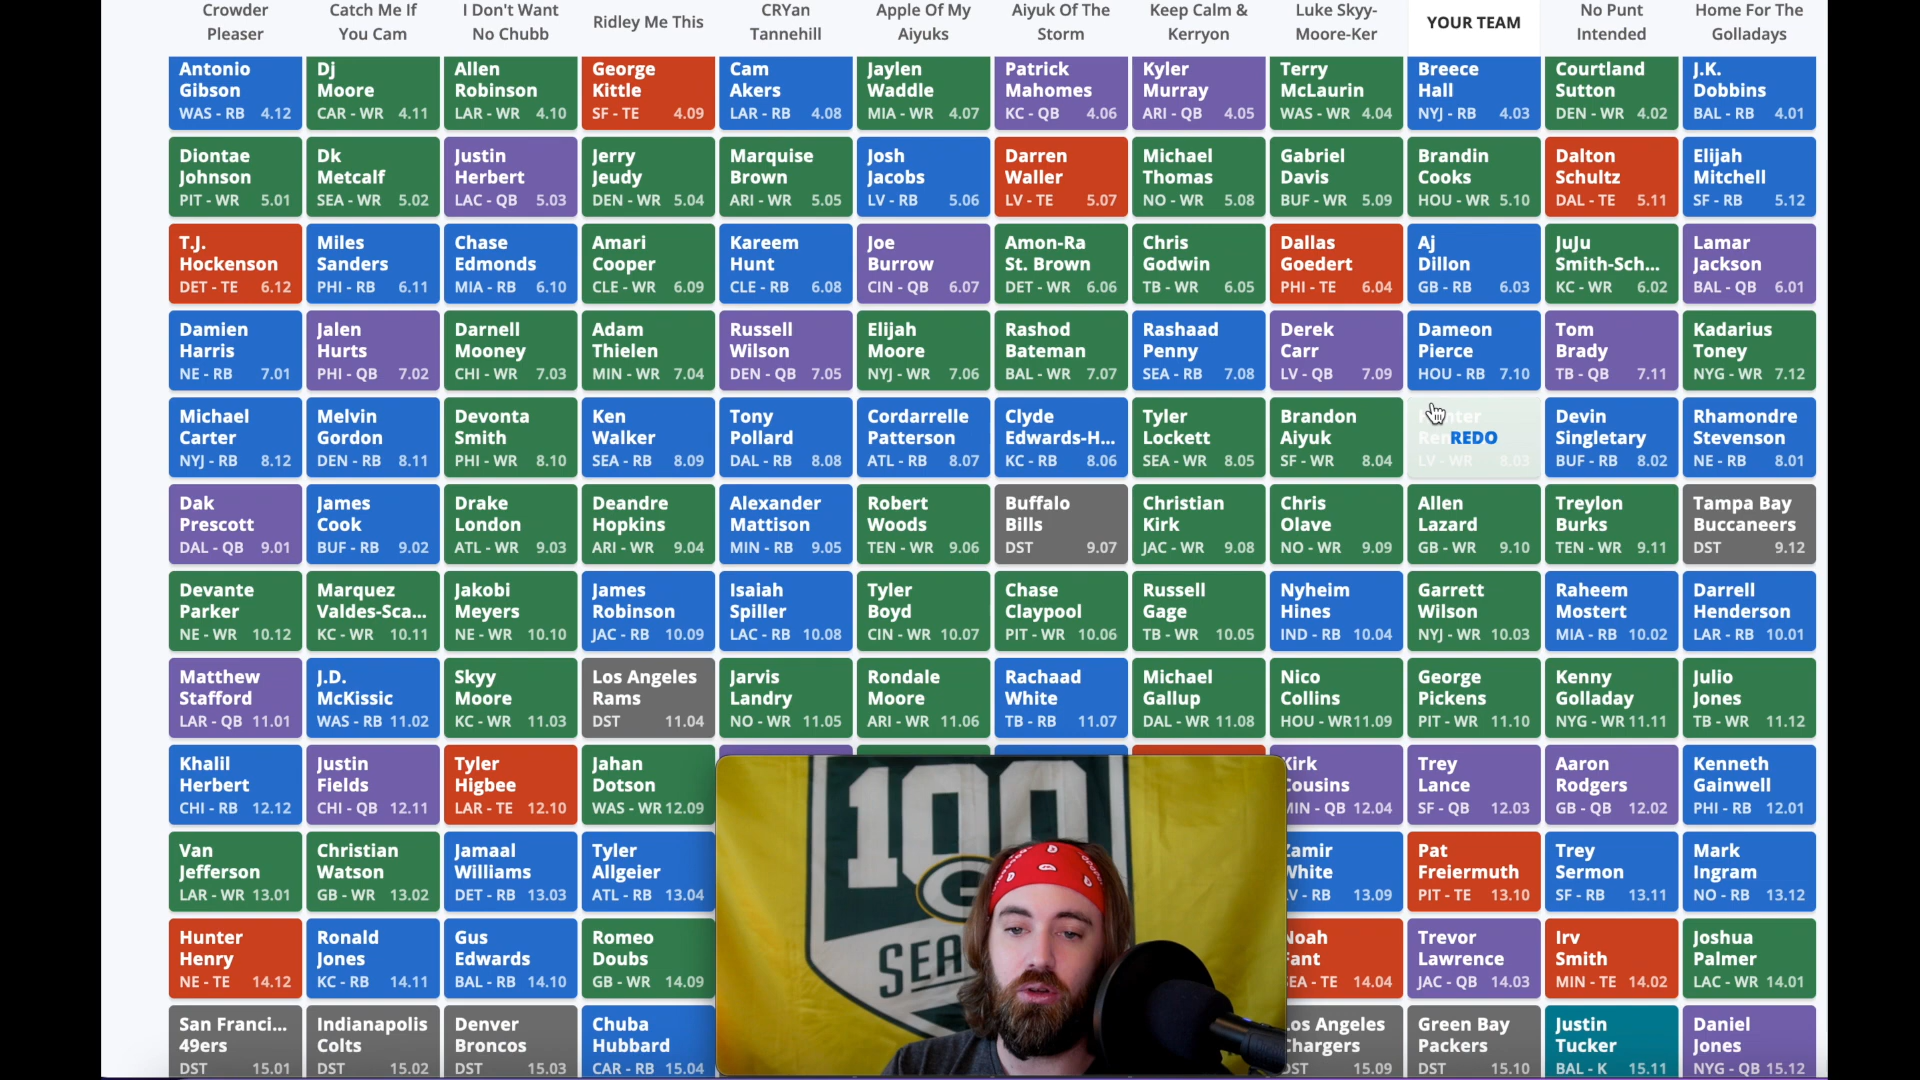 Crowder
Pleaser
Catch Me If
You Cam
I Don't Want
No Chubb
Ridley Me This
CRYan
Tannehill
Apple Of My
Aiyuks
Aiyuk Of The
Storm
Keep Calm &
Kerryon
Luke Skyy-
Moore-Ker
YOUR TEAM
No Punt
Intended
Home For The
Golladays
Antonio
Gibson
WAS - RB 4.12
Dj
Moore
CAR - WR 4.11
Allen
Robinson
LAR - WR 4.10
George
Kittle
SF - TE 4.09
Cam
Akers
LAR - RB 4.08
Jaylen
Waddle
MIA - WR 4.07
Patrick
Mahomes
KC - QB 4.06
Kyler
Murray
ARI - QB 4.05
Terry
McLaurin
WAS - WR 4.04
Breece
Hall
NYJ - RB 4.03
Courtland
Sutton
DEN - WR 4.02
J.K.
Dobbins
BAL - RB 4.01
Diontae
Johnson
PIT - WR 5.01
Dk
Metcalf
SEA - WR 5.02
Justin
Herbert
LAC - QB 5.03
Jerry
Jeudy
DEN - WR 5.04
Marquise
Brown
ARI - WR 5.05
Josh
Jacobs
LV - RB 5.06
Darren
Waller
LV - TE 5.07
Michael
Thomas
NO - WR 5.08
Gabriel
Davis
BUF - WR 5.09
Brandin
Cooks
HOU - WR 5.10
Dalton
Schultz
DAL - TE 5.11
Elijah
Mitchell
SF - RB 5.12
T.J.
Hockenson
DET - TE 6.12
Miles
Sanders
PHI - RB 6.11
Chase
Edmonds
MIA - RB 6.10
Amari
Cooper
CLE - WR 6.09
Kareem
Hunt
CLE - RB 6.08
Joe
Burrow
CIN - QB 6.07
Amon-Ra
St. Brown
DET - WR 6.06
Chris
Godwin
TB - WR 6.05
Dallas
Goedert
PHI - TE 6.04
Aj
Dillon
GB - RB 6.03
JuJu
Smith-Sch...
KC - WR 6.02
Lamar
Jackson
BAL - QB 6.01
Damien
Harris
NE - RB 7.01
Jalen
Hurts
PHI - QB 7.02
Darnell
Mooney
CHI - WR 7.03
Adam
Thielen
MIN - WR 7.04
Russell
Wilson
DEN - QB 7.05
Elijah
Moore
NYJ - WR 7.06
Rashod
Bateman
BAL - WR 7.07
Rashaad
Penny
SEA - RB 7.08
Derek
Carr
LV - QB 7.09
Dameon
Pierce
HOU - RB 7.10
Tom
Brady
TB - QB 7.11
Kadarius
Toney
NYG - WR 7.12
Michael
Carter
NYJ - RB 8.12
Melvin
Gordon
DEN - RB 8.11
Devonta
Smith
PHI - WR 8.10
Ken
Walker
SEA - RB 8.09
Tony
Pollard
DAL - RB 8.08
Cordarrelle
Patterson
ATL - RB 8.07
Clyde
Edwards-H...
KC - RB 8.06
Tyler
Lockett
SEA - WR 8.05
Brandon
Aiyuk
SF - WR 8.04
REDO
LV - WR 8.03
Devin
Singletary
BUF - RB 8.02
Rhamondre
Stevenson
NE - RB 8.01
Dak
Prescott
DAL - QB 9.01
James
Cook
BUF - RB 9.02
Drake
London
ATL - WR 9.03
Deandre
Hopkins
ARI - WR 9.04
Alexander
Mattison
MIN - RB 9.05
Robert
Woods
TEN - WR 9.06
Buffalo
Bills
DST 9.07
Christian
Kirk
JAC - WR 9.08
Chris
Olave
NO - WR 9.09
Allen
Lazard
GB - WR 9.10
Treylon
Burks
TEN - WR 9.11
Tampa Bay
Buccaneers
DST 9.12
Devante
Parker
NE - WR 10.12
Marquez
Valdes-Sca...
KC - WR 10.11
Jakobi
Meyers
NE - WR 10.10
James
Robinson
JAC - RB 10.09
Isaiah
Spiller
LAC - RB 10.08
Tyler
Boyd
CIN - WR 10.07
Chase
Claypool
PIT - WR 10.06
Russell
Gage
TB - WR 10.05
Nyheim
Hines
IND - RB 10.04
Garrett
Wilson
NYJ - WR 10.03
Raheem
Mostert
MIA - RB 10.02
Darrell
Henderson
LAR - RB 10.01
Matthew
Stafford
LAR - QB 11.01
J.D.
McKissic
WAS - RB 11.02
Skyy
Moore
KC - WR 11.03
Los Angeles
Rams
DST 11.04
Jarvis
Landry
NO - WR 11.05
Rondale
Moore
ARI - WR 11.06
Rachaad
White
TB - RB 11.07
Michael
Gallup
DAL - WR 11.08
Nico
Collins
HOU - WR 11.09
George
Pickens
PIT - WR 11.10
Kenny
Golladay
NYG - WR 11.11
Julio
Jones
TB - WR 11.12
Khalil
Herbert
CHI - RB 12.12
Justin
Fields
CHI - QB 12.11
Tyler
Higbee
LAR - TE 12.10
Jahan
Dotson
WAS - WR 12.09
Kirk
Cousins
MIN - QB 12.04
Trey
Lance
SF - QB 12.03
Aaron
Rodgers
GB - QB 12.02
Kenneth
Gainwell
PHI - RB 12.01
Van
Jefferson
LAR - WR 13.01
Christian
Watson
GB - WR 13.02
Jamaal
Williams
DET - RB 13.03
Tyler
Allgeier
ATL - RB 13.04
Zamir
White
LV - RB 13.09
Pat
Freiermuth
PIT - TE 13.10
Trey
Sermon
SF - RB 13.11
Mark
Ingram
NO - RB 13.12
Hunter
Henry
NE - TE 14.12
Ronald
Jones
KC - RB 14.11
Gus
Edwards
BAL - RB 14.10
Romeo
Doubs
GB - WR 14.09
Noah
Fant
SEA - TE 14.04
Trevor
Lawrence
JAC - QB 14.03
Irv
Smith
MIN - TE 14.02
Joshua
Palmer
LAC - WR 14.01
San Franci...
49ers
DST 15.01
Indianapolis
Colts
DST 15.02
Denver
Broncos
DST 15.03
Chuba
Hubbard
CAR - RB 15.04
Los Angeles
Chargers
DST 15.09
Green Bay
Packers
DST 15.10
Justin
Tucker
BAL - K 15.11
Daniel
Jones
NYG - QB 15.12
100
G
SEA